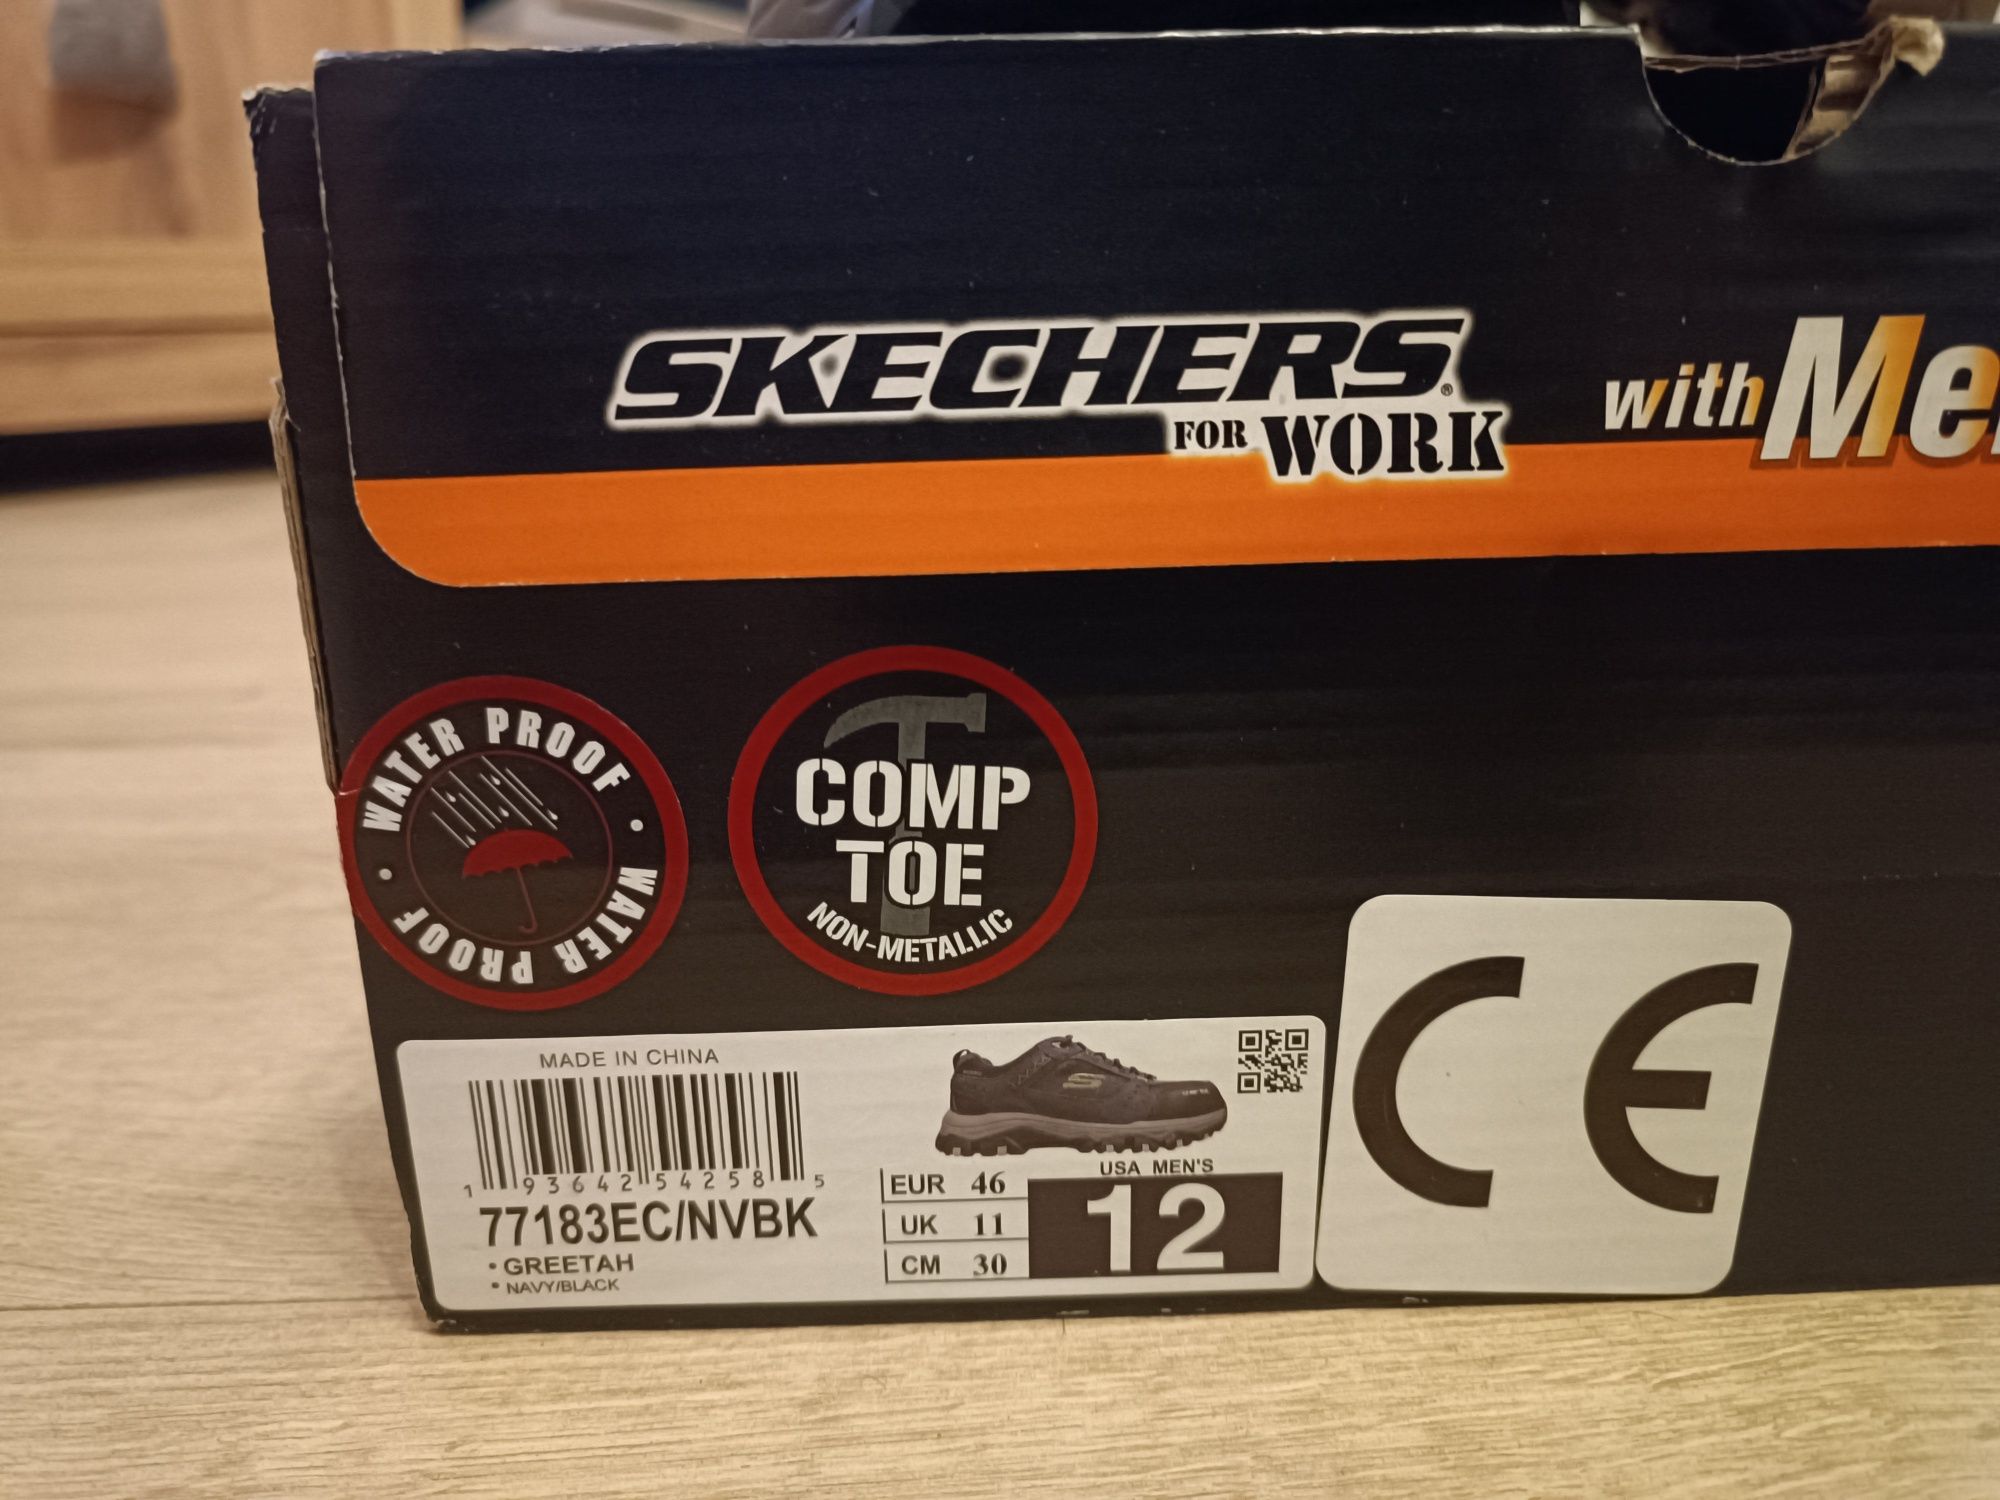 SKECHERS®
FOR WORK
with Me
WATER PROOF • WATER PROOF •
COMP
TOE
NON-METALLIC
CE
MADE IN CHINA
1 93642 54258 5
77183EC/NVBK
• GREETAH
• NAVY/BLACK
USA MEN'S
12
EUR 46
UK 11
CM 30